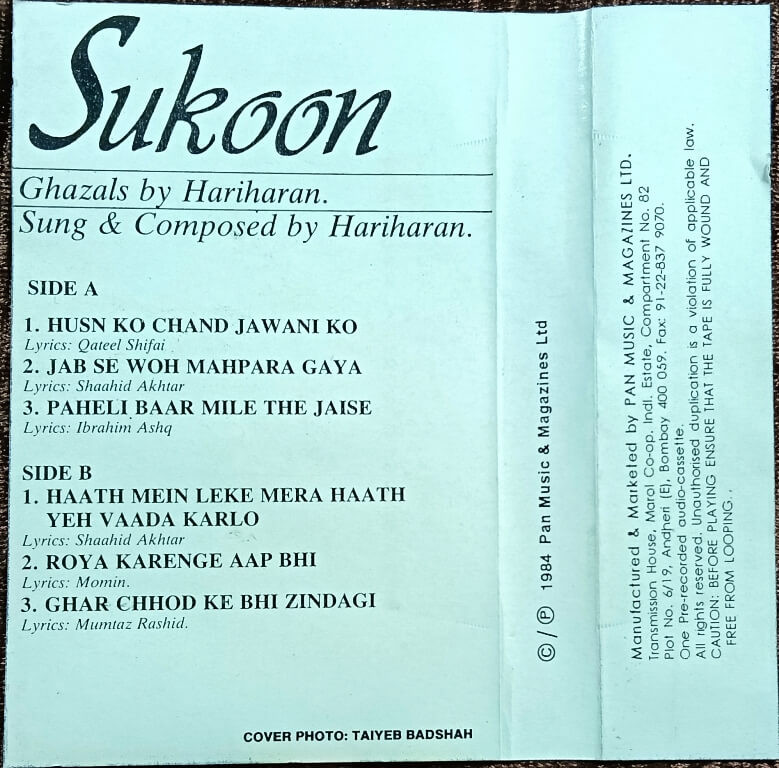 Sukoon
Ghazals by Hariharan.
Sung & Composed by Hariharan.
SIDE A
1. HUSN KO CHAND JAWANI KO
Lyrics: Qateel Shifai
2. JAB SE WOH MAHPARA GAYA
Lyrics: Shaahid Akhtar
3. PAHELI BAAR MILE THE JAISE
Lyrics: Ibrahim Ashq
SIDE B
1. HAATH MEIN LEKE MERA HAATH
YEH VAADA KARLO
Lyrics: Shaahid Akhtar
2. ROYA KARENGE AAP BHI
Lyrics: Momin.
3. GHAR CHHOD KE BHI ZINDAGI
Lyrics: Mumtaz Rashid.
COVER PHOTO: TAIYEB BADSHAH
©/℗ 1984 Pan Music & Magazines Ltd
Manufactured & Marketed by PAN MUSIC & MAGAZINES LTD.
Transmission House, Marol Co-op. Indl. Estate, Compartment No. 82
Plot No. 6/19, Andheri (E), Bombay 400 059. Fax: 91-22-837 9070.
One Pre-recorded audio-cassette.
All rights reserved. Unauthorised duplication is a violation of applicable law.
CAUTION: BEFORE PLAYING ENSURE THAT THE TAPE IS FULLY WOUND AND
FREE FROM LOOPING..